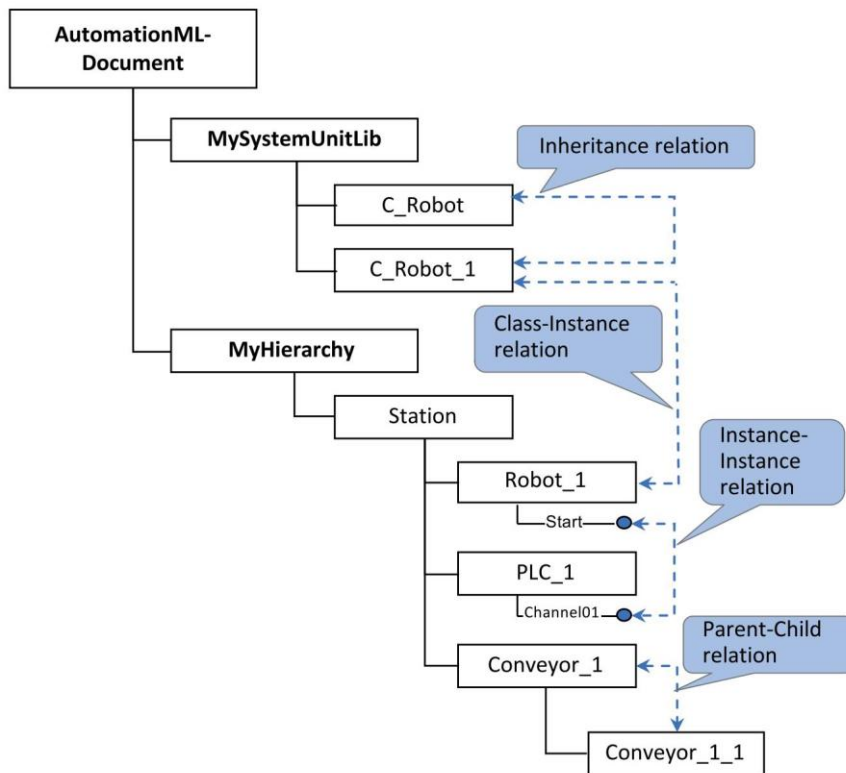 AutomationML-
Document
MySystemUnitLib
Inheritance relation
C_Robot
C_Robot_1
Class-Instance
relation
MyHierarchy
Station
Instance-
Instance
relation
Robot_1
Start
PLC_1
Channel01
Parent-Child
relation
Conveyor_1
Conveyor_1_1